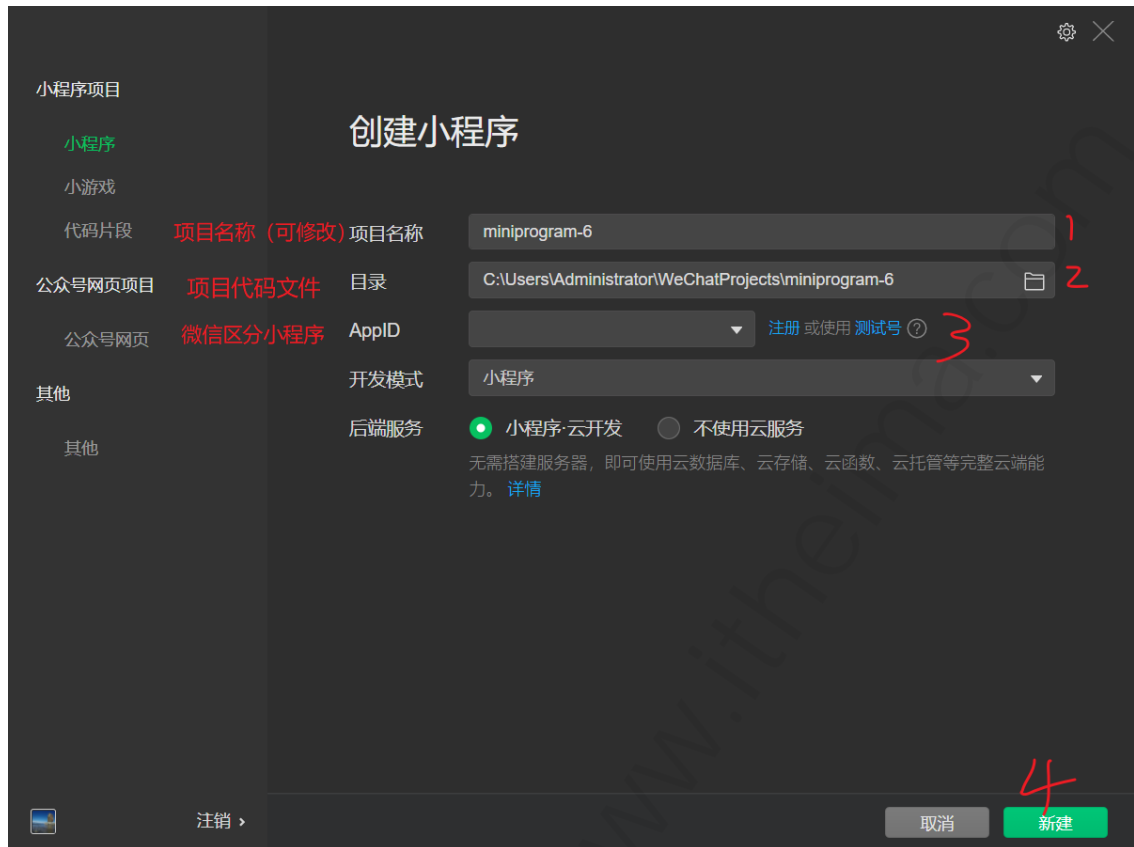 小程序项目
小程序
小游戏
代码片段
公众号网页项目
公众号网页
其他
其他
注销 ›
创建小程序
项目名称（可修改） 项目名称 miniprogram-6 1
项目代码文件 目录 C:\Users\Administrator\WeChatProjects\miniprogram-6 2
微信区分小程序 AppID 注册 或使用 测试号 ? 3
开发模式 小程序
后端服务 小程序·云开发 不使用云服务
无需搭建服务器，即可使用云数据库、云存储、云函数、云托管等完整云端能
力。 详情
4
取消 新建
www.itheima.com